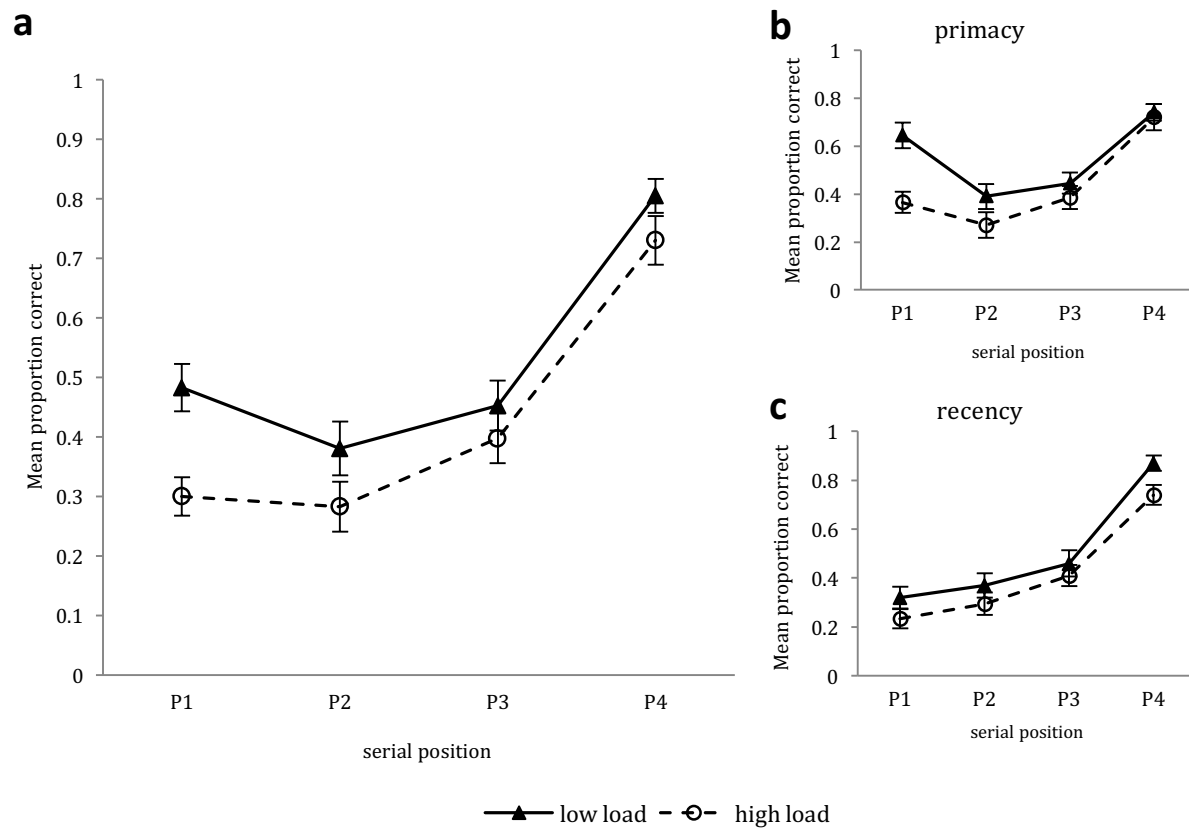 a
Mean proportion correct
1
0.9
0.8
0.7
0.6
0.5
0.4
0.3
0.2
0.1
0
P1 P2 P3 P4
serial position
b
primacy
Mean proportion correct
1
0.8
0.6
0.4
0.2
0
P1 P2 P3 P4
serial position
c
recency
Mean proportion correct
1
0.8
0.6
0.4
0.2
0
P1 P2 P3 P4
serial position
low load high load